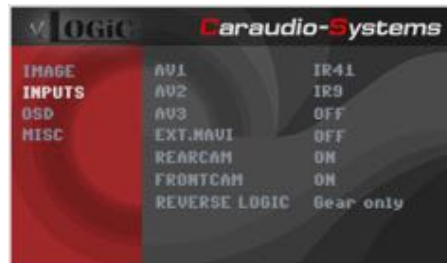 V.LOGiC Caraudio-Systems
IMAGE AV1 IR41
INPUTS AV2 IR9
OSD AV3 OFF
MISC EXT.NAVI OFF
REARCAM ON
FRONTCAM ON
REVERSE LOGIC Gear only